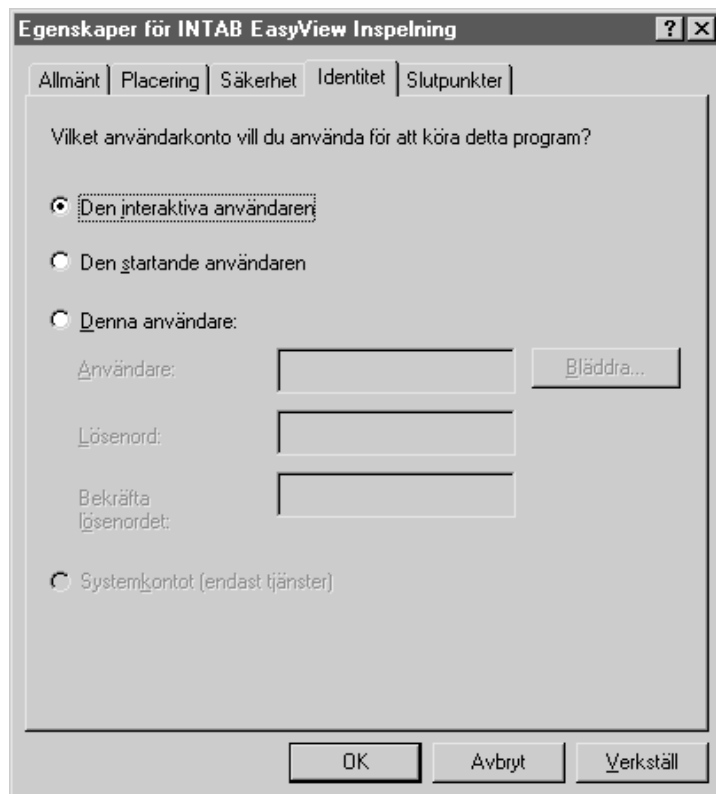 Egenskaper för INTAB EasyView Inspelning
Allmänt Placering Säkerhet Identitet Slutpunkter
Vilket användarkonto vill du använda för att köra detta program?
Den interaktiva användaren
Den startande användaren
Denna användare:
Användare:
Bläddra...
Lösenord:
Bekräfta
lösenordet:
Systemkontot (endast tjänster)
OK Avbryt Verkställ